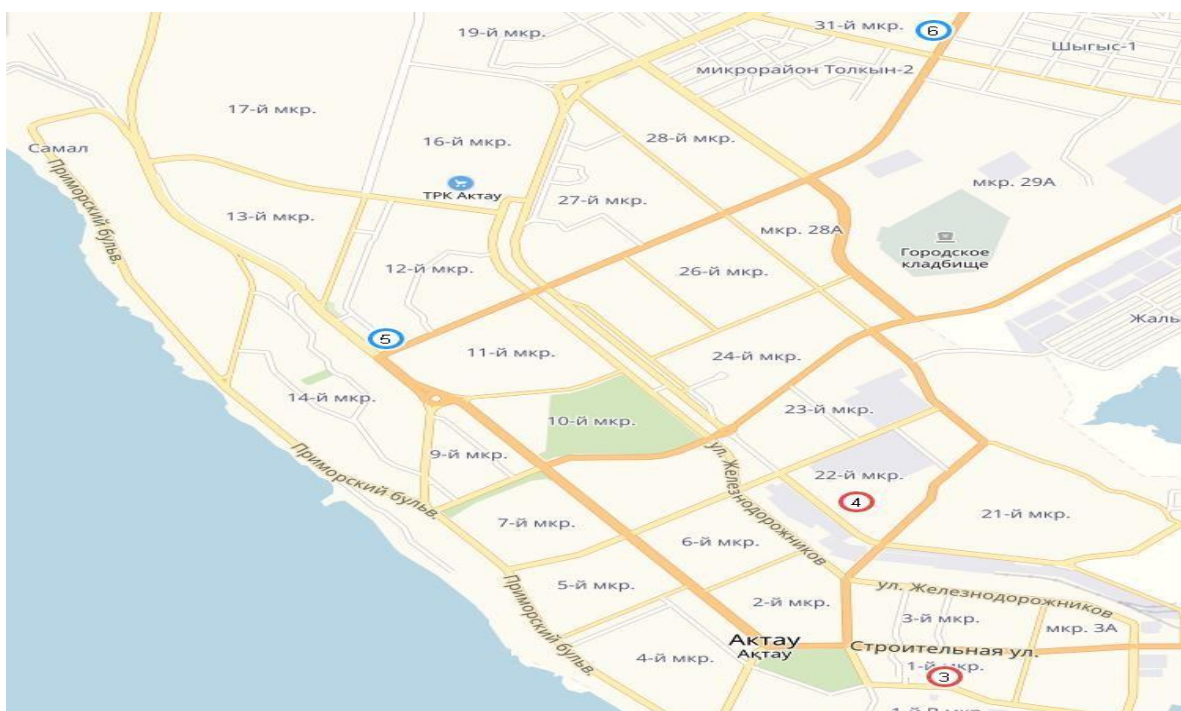 31-й мкр.
6
19-й мкр.
Шыгыс-1
микрорайон Толкын-2
17-й мкр.
16-й мкр.
28-й мкр.
Самал
ТРК Актау
мкр. 29А
27-й мкр.
13-й мкр.
Приморский бульв.
мкр. 28А
Городское
кладбище
12-й мкр.
26-й мкр.
5
11-й мкр.
24-й мкр.
14-й мкр.
23-й мкр.
10-й мкр.
9-й мкр.
ул. Железнодорожников
22-й мкр.
Приморский бульв.
4
7-й мкр.
21-й мкр.
6-й мкр.
5-й мкр.
Приморский бульв.
2-й мкр.
ул. Железнодорожников
3-й мкр.
мкр. 3А
Актау
Ақтау
Строительная ул.
4-й мкр.
1-й мкр.
3